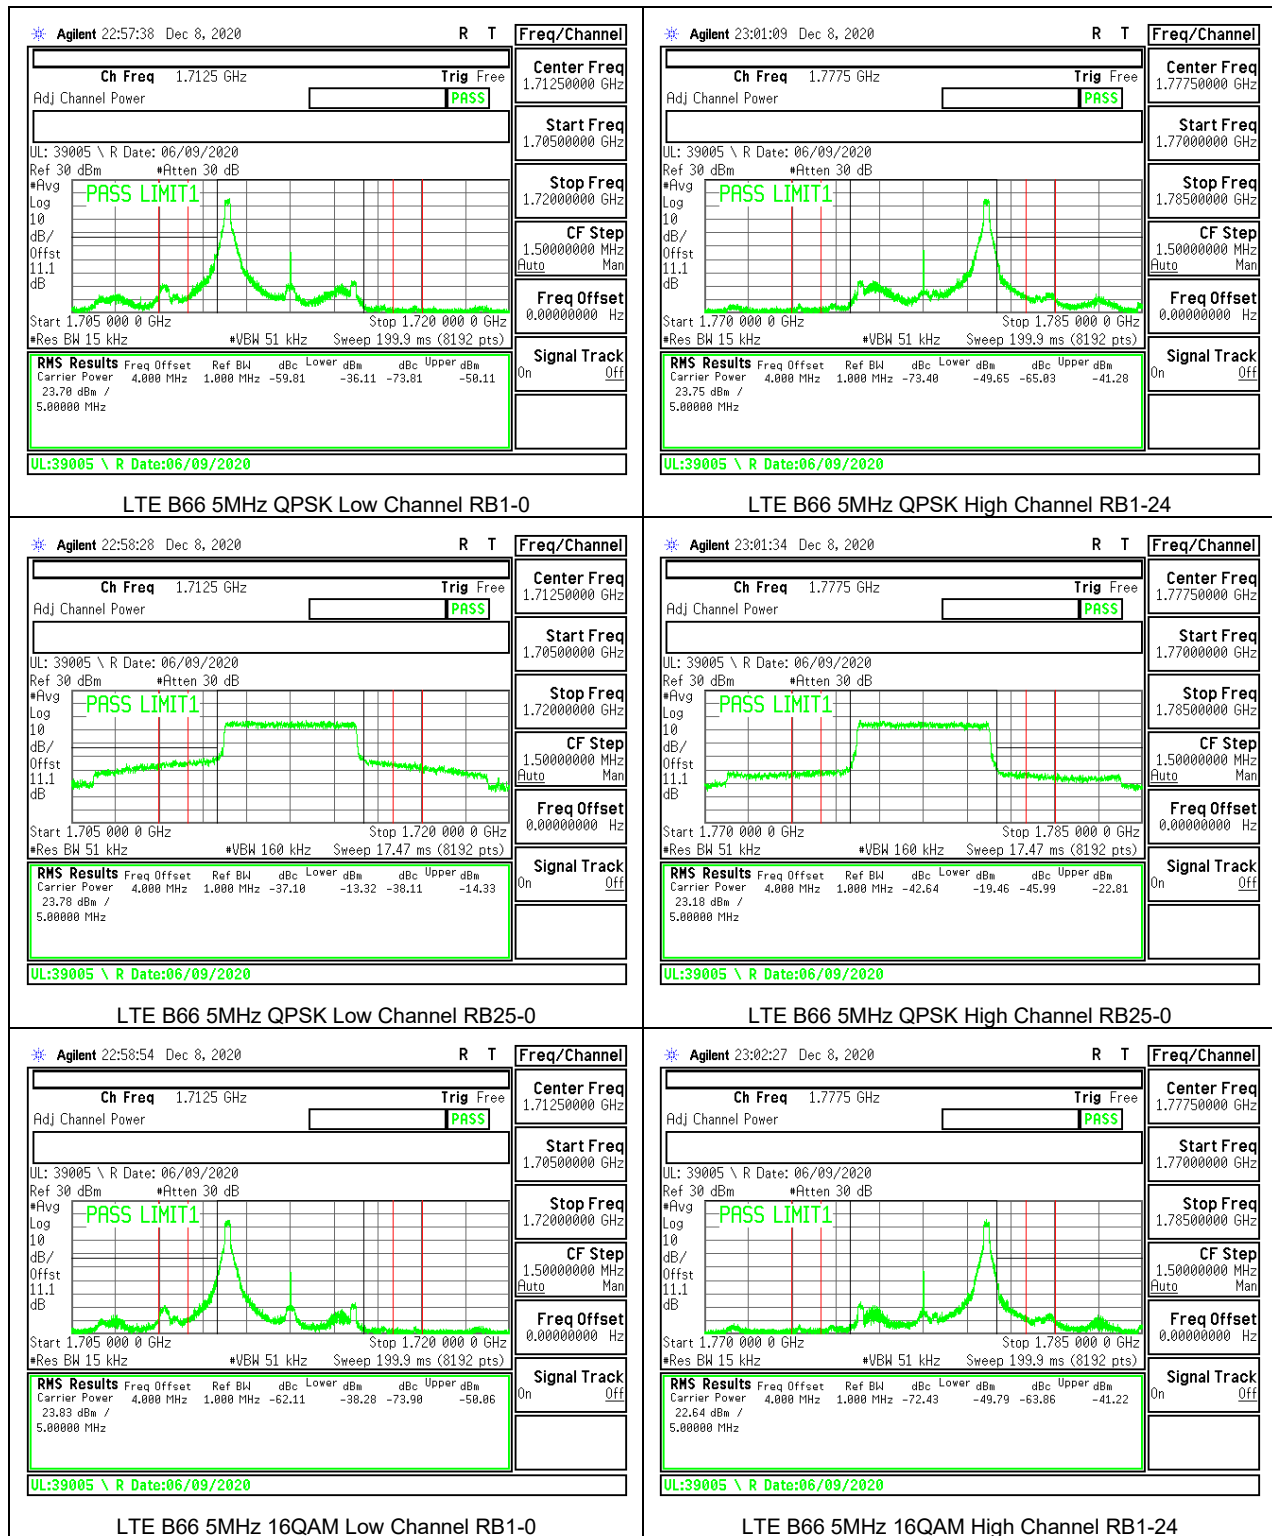 Agilent 22:57:38 Dec 8, 2020 R T Freq/Channel
Ch Freq 1.7125 GHz Trig Free
Adj Channel Power PASS
Center Freq
1.71250000 GHz
Start Freq
1.70500000 GHz
UL: 39005 \ R Date: 06/09/2020
Ref 30 dBm #Atten 30 dB
#Avg
Log
10
dB/
Offst
11.1
dB
PASS LIMIT1
Stop Freq
1.72000000 GHz
CF Step
1.50000000 MHz
Auto Man
Freq Offset
0.00000000 Hz
Start 1.705 000 0 GHz Stop 1.720 000 0 GHz
#Res BW 15 kHz #VBW 51 kHz Sweep 199.9 ms (8192 pts)
Signal Track
On Off
RMS Results Freq Offset Ref BW dBc Lower dBm dBc Upper dBm
Carrier Power 4.000 MHz 1.000 MHz -59.81 -36.11 -73.81 -50.11
23.70 dBm /
5.00000 MHz
UL:39005 \ R Date:06/09/2020
LTE B66 5MHz QPSK Low Channel RB1-0
Agilent 23:01:09 Dec 8, 2020 R T Freq/Channel
Ch Freq 1.7775 GHz Trig Free
Adj Channel Power PASS
Center Freq
1.77750000 GHz
Start Freq
1.77000000 GHz
UL: 39005 \ R Date: 06/09/2020
Ref 30 dBm #Atten 30 dB
#Avg
Log
10
dB/
Offst
11.1
dB
PASS LIMIT1
Stop Freq
1.78500000 GHz
CF Step
1.50000000 MHz
Auto Man
Freq Offset
0.00000000 Hz
Start 1.770 000 0 GHz Stop 1.785 000 0 GHz
#Res BW 15 kHz #VBW 51 kHz Sweep 199.9 ms (8192 pts)
Signal Track
On Off
RMS Results Freq Offset Ref BW dBc Lower dBm dBc Upper dBm
Carrier Power 4.000 MHz 1.000 MHz -73.40 -49.65 -65.03 -41.28
23.75 dBm /
5.00000 MHz
UL:39005 \ R Date:06/09/2020
LTE B66 5MHz QPSK High Channel RB1-24
Agilent 22:58:28 Dec 8, 2020 R T Freq/Channel
Ch Freq 1.7125 GHz Trig Free
Adj Channel Power PASS
Center Freq
1.71250000 GHz
Start Freq
1.70500000 GHz
UL: 39005 \ R Date: 06/09/2020
Ref 30 dBm #Atten 30 dB
#Avg
Log
10
dB/
Offst
11.1
dB
PASS LIMIT1
Stop Freq
1.72000000 GHz
CF Step
1.50000000 MHz
Auto Man
Freq Offset
0.00000000 Hz
Start 1.705 000 0 GHz Stop 1.720 000 0 GHz
#Res BW 51 kHz #VBW 160 kHz Sweep 17.47 ms (8192 pts)
Signal Track
On Off
RMS Results Freq Offset Ref BW dBc Lower dBm dBc Upper dBm
Carrier Power 4.000 MHz 1.000 MHz -37.10 -13.32 -38.11 -14.33
23.78 dBm /
5.00000 MHz
UL:39005 \ R Date:06/09/2020
LTE B66 5MHz QPSK Low Channel RB25-0
Agilent 23:01:34 Dec 8, 2020 R T Freq/Channel
Ch Freq 1.7775 GHz Trig Free
Adj Channel Power PASS
Center Freq
1.77750000 GHz
Start Freq
1.77000000 GHz
UL: 39005 \ R Date: 06/09/2020
Ref 30 dBm #Atten 30 dB
#Avg
Log
10
dB/
Offst
11.1
dB
PASS LIMIT1
Stop Freq
1.78500000 GHz
CF Step
1.50000000 MHz
Auto Man
Freq Offset
0.00000000 Hz
Start 1.770 000 0 GHz Stop 1.785 000 0 GHz
#Res BW 51 kHz #VBW 160 kHz Sweep 17.47 ms (8192 pts)
Signal Track
On Off
RMS Results Freq Offset Ref BW dBc Lower dBm dBc Upper dBm
Carrier Power 4.000 MHz 1.000 MHz -42.64 -19.46 -45.99 -22.81
23.18 dBm /
5.00000 MHz
UL:39005 \ R Date:06/09/2020
LTE B66 5MHz QPSK High Channel RB25-0
Agilent 22:58:54 Dec 8, 2020 R T Freq/Channel
Ch Freq 1.7125 GHz Trig Free
Adj Channel Power PASS
Center Freq
1.71250000 GHz
Start Freq
1.70500000 GHz
UL: 39005 \ R Date: 06/09/2020
Ref 30 dBm #Atten 30 dB
#Avg
Log
10
dB/
Offst
11.1
dB
PASS LIMIT1
Stop Freq
1.72000000 GHz
CF Step
1.50000000 MHz
Auto Man
Freq Offset
0.00000000 Hz
Start 1.705 000 0 GHz Stop 1.720 000 0 GHz
#Res BW 15 kHz #VBW 51 kHz Sweep 199.9 ms (8192 pts)
Signal Track
On Off
RMS Results Freq Offset Ref BW dBc Lower dBm dBc Upper dBm
Carrier Power 4.000 MHz 1.000 MHz -62.11 -38.28 -73.90 -50.06
23.83 dBm /
5.00000 MHz
UL:39005 \ R Date:06/09/2020
LTE B66 5MHz 16QAM Low Channel RB1-0
Agilent 23:02:27 Dec 8, 2020 R T Freq/Channel
Ch Freq 1.7775 GHz Trig Free
Adj Channel Power PASS
Center Freq
1.77750000 GHz
Start Freq
1.77000000 GHz
UL: 39005 \ R Date: 06/09/2020
Ref 30 dBm #Atten 30 dB
#Avg
Log
10
dB/
Offst
11.1
dB
PASS LIMIT1
Stop Freq
1.78500000 GHz
CF Step
1.50000000 MHz
Auto Man
Freq Offset
0.00000000 Hz
Start 1.770 000 0 GHz Stop 1.785 000 0 GHz
#Res BW 15 kHz #VBW 51 kHz Sweep 199.9 ms (8192 pts)
Signal Track
On Off
RMS Results Freq Offset Ref BW dBc Lower dBm dBc Upper dBm
Carrier Power 4.000 MHz 1.000 MHz -72.43 -49.79 -63.86 -41.22
22.64 dBm /
5.00000 MHz
UL:39005 \ R Date:06/09/2020
LTE B66 5MHz 16QAM High Channel RB1-24